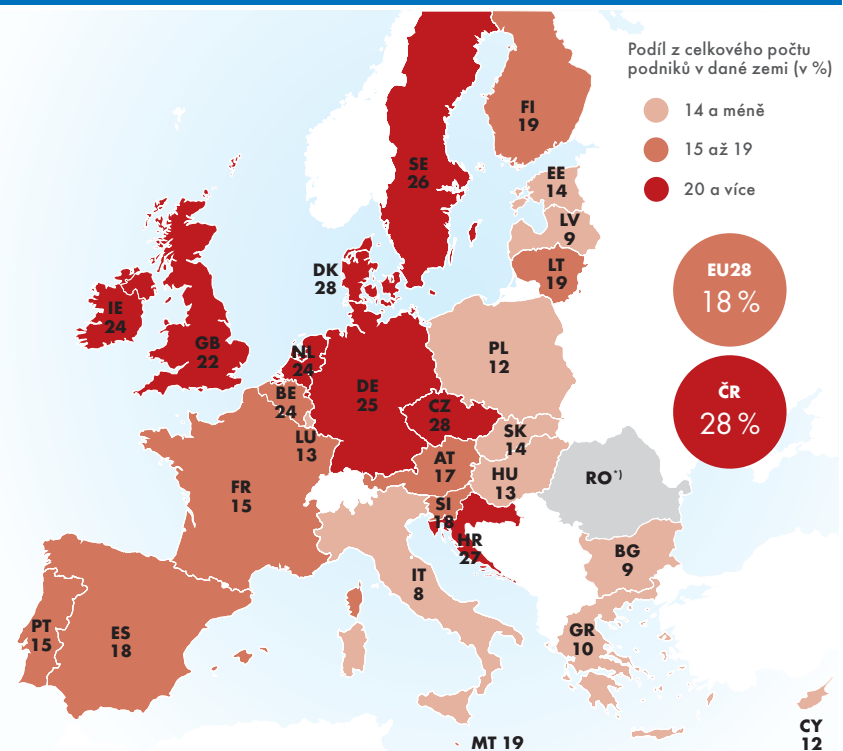 Podíl z celkového počtu
podniků v dané zemi (v %)
14 a méně
15 až 19
20 a více
FI
19
SE
26
EE
14
LV
9
LT
19
DK
28
EU28
18 %
IE
24
GB
22
NL
24
PL
12
DE
25
BE
24
CZ
28
ČR
28 %
LU
13
SK
14
AT
17
HU
13
RO*)
FR
15
SI
18
HR
27
BG
9
IT
8
PT
15
ES
18
GR
10
MT 19
CY
12